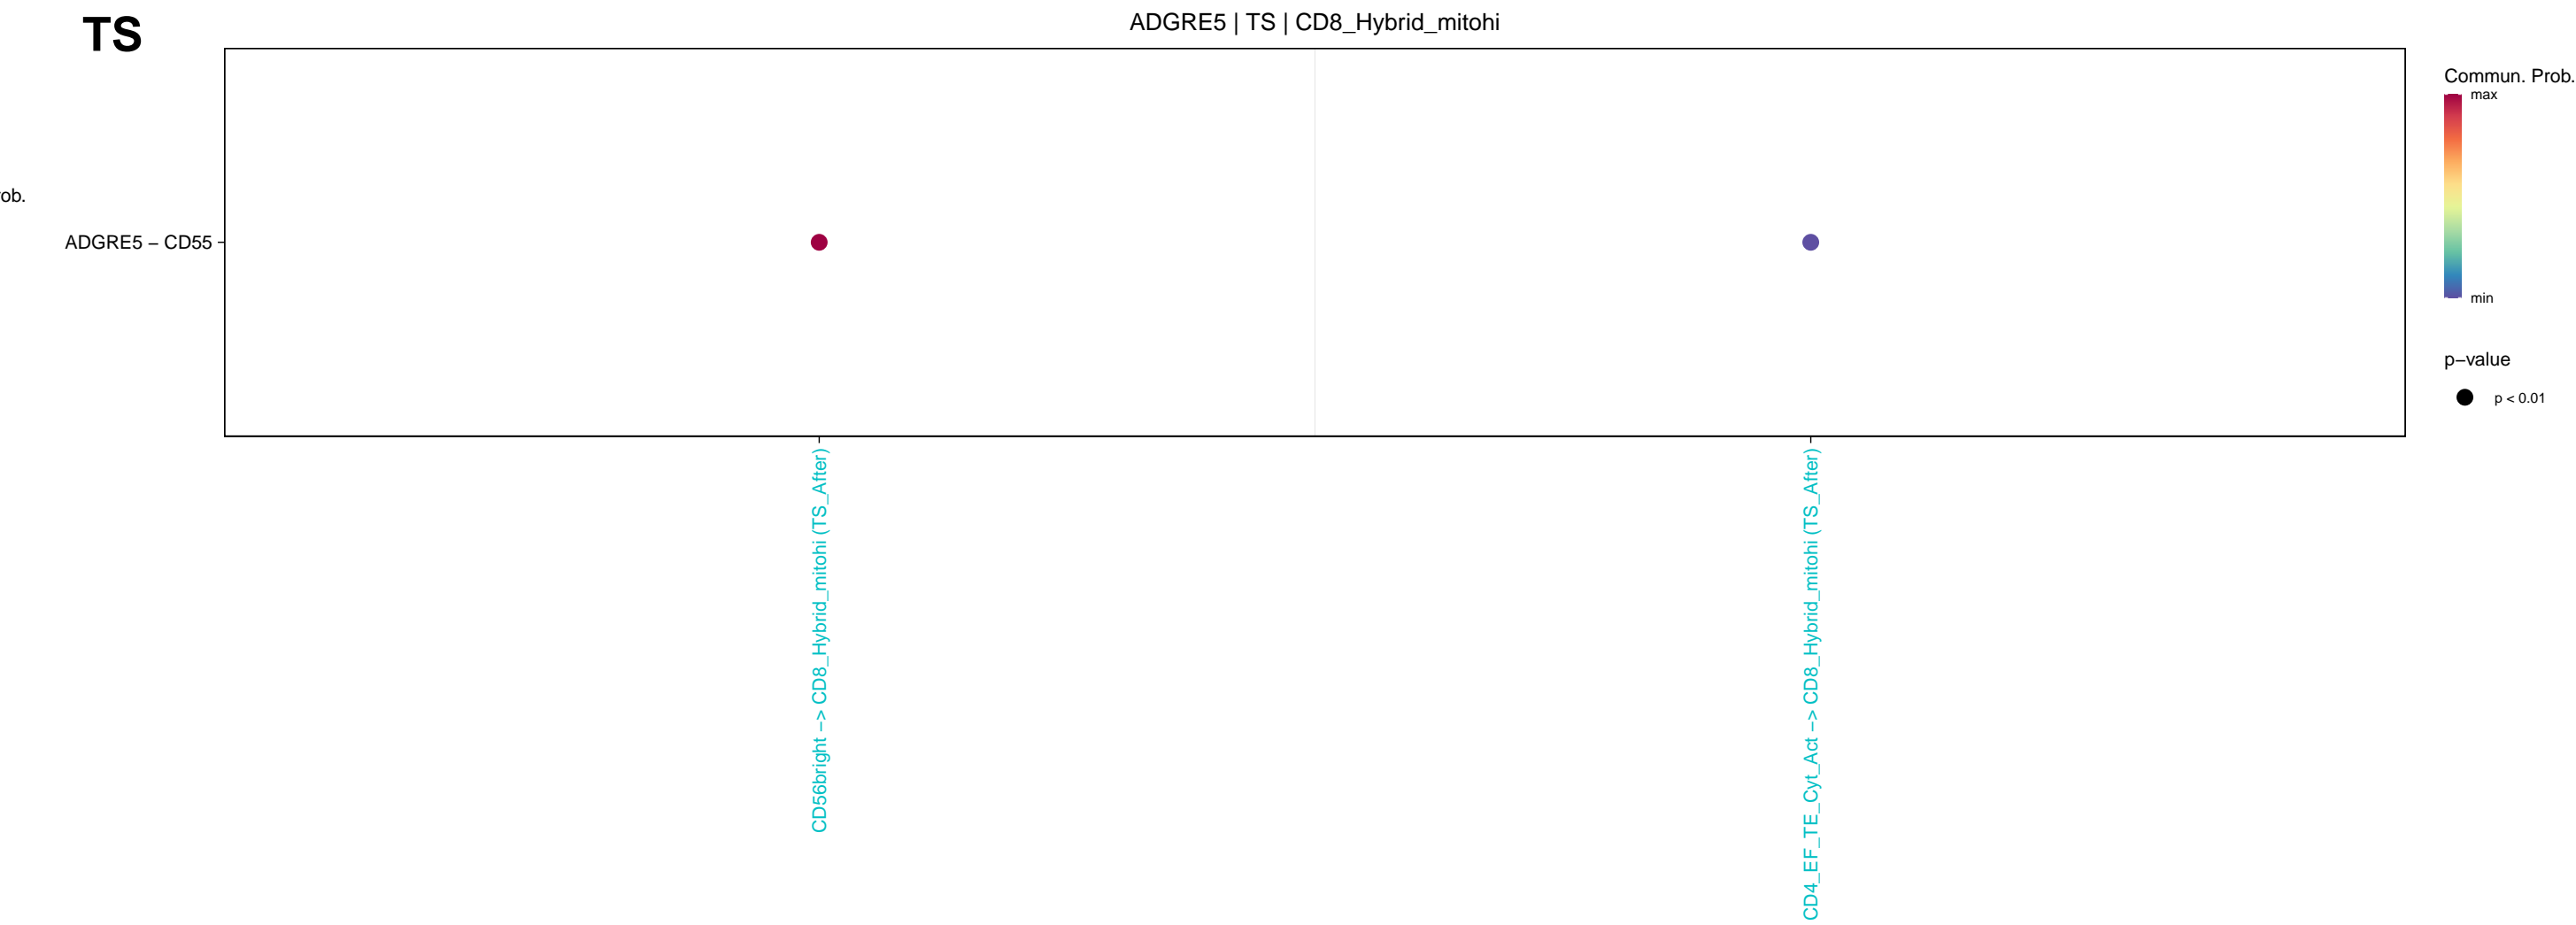 TS
ADGRE5 | TS | CD8_Hybrid_mitohi
ob.
ADGRE5 – CD55
Commun. Prob.
max
min
p–value
p < 0.01
CD56bright –> CD8_Hybrid_mitohi (TS_After)
CD4_EF_TE_Cyt_Act –> CD8_Hybrid_mitohi (TS_After)